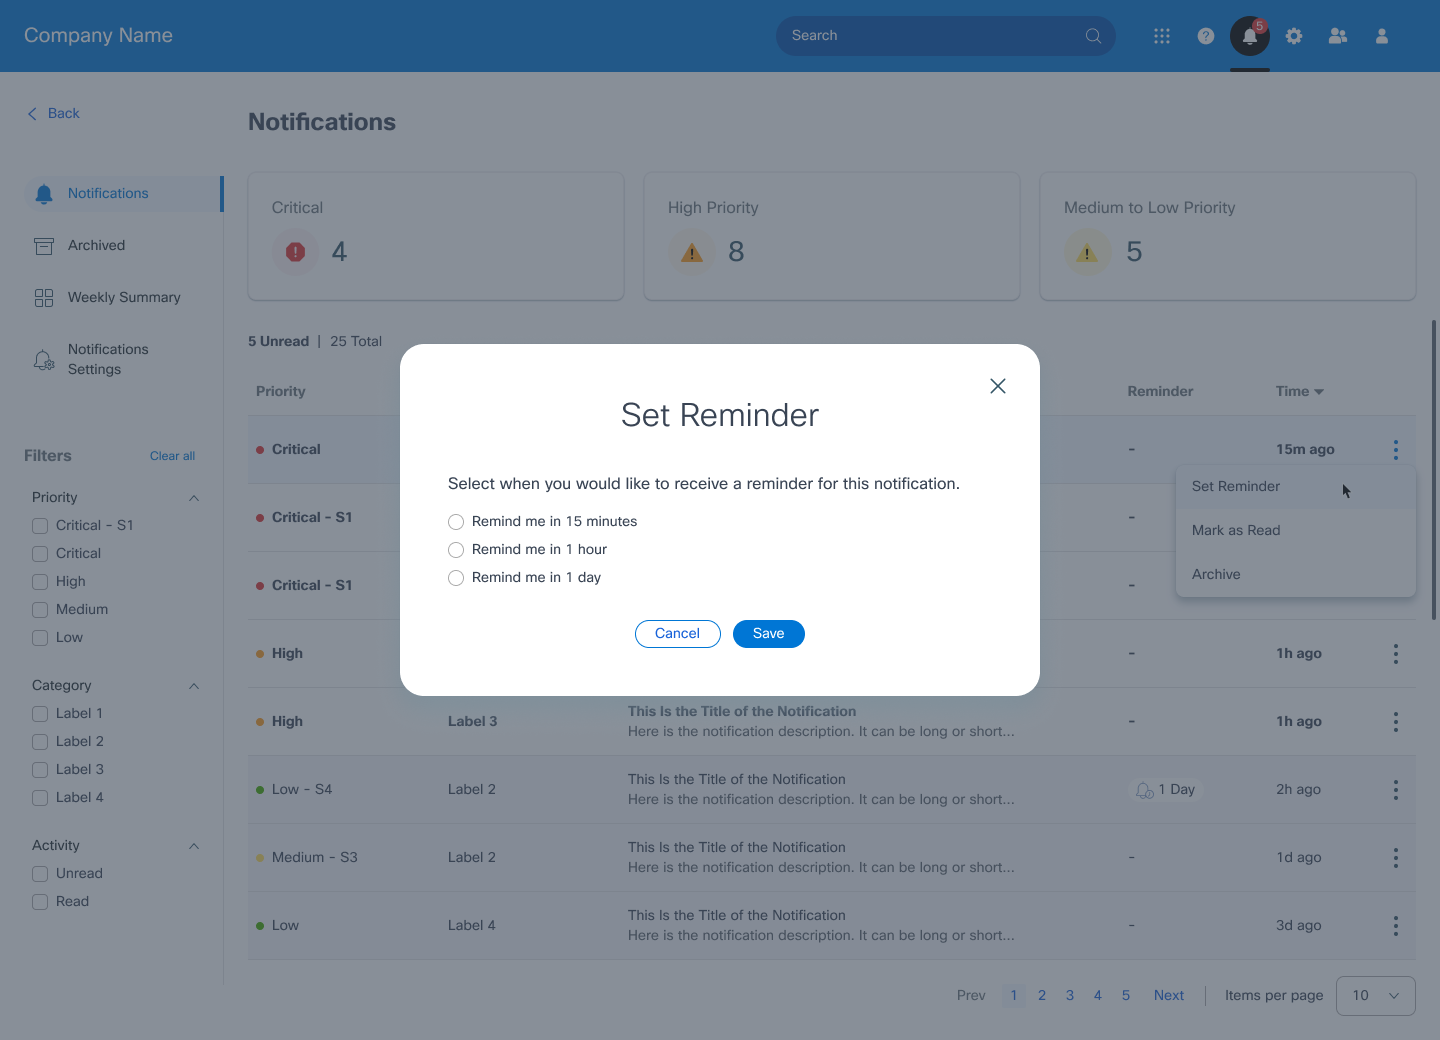 Company Name
Search
5
Back
Notifications
Notifications
Archived
Weekly Summary
Notifications
Settings
Critical
4
High Priority
8
Medium to Low Priority
5
5 Unread | 25 Total
Filters
Clear all
Priority
Critical - S1
Critical
High
Medium
Low
Category
Label 1
Label 2
Label 3
Label 4
Activity
Unread
Read
Priority
Reminder
Time
Critical
-
15m ago
Critical - S1
-
Critical - S1
-
High
-
1h ago
High
Label 3
This Is the Title of the Notification
Here is the notification description. It can be long or short...
-
1h ago
Low - S4
Label 2
This Is the Title of the Notification
Here is the notification description. It can be long or short...
1 Day
2h ago
Medium - S3
Label 2
This Is the Title of the Notification
Here is the notification description. It can be long or short...
-
1d ago
Low
Label 4
This Is the Title of the Notification
Here is the notification description. It can be long or short...
-
3d ago
Set Reminder
Mark as Read
Archive
Set Reminder
Select when you would like to receive a reminder for this notification.
Remind me in 15 minutes
Remind me in 1 hour
Remind me in 1 day
Cancel
Save
Prev 1 2 3 4 5 Next | Items per page 10